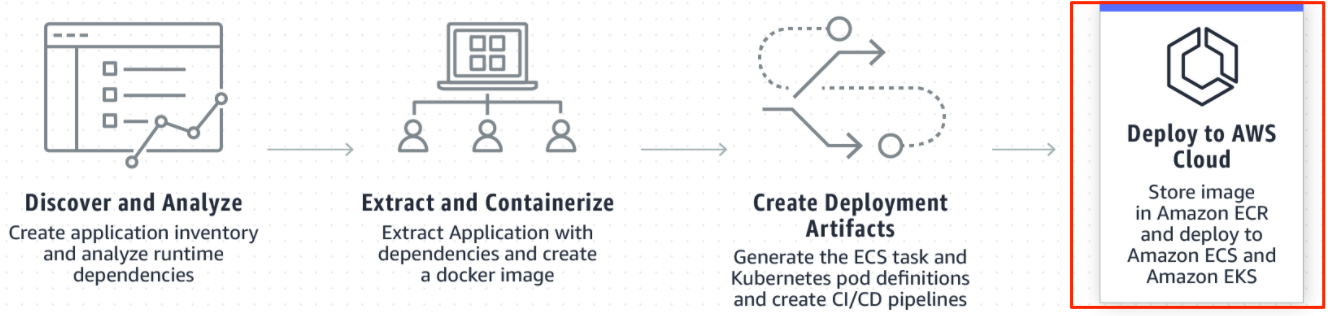 Discover and Analyze
Create application inventory
and analyze runtime
dependencies
Extract and Containerize
Extract Application with
dependencies and create
a docker image
Create Deployment
Artifacts
Generate the ECS task and
Kubernetes pod definitions
and create CI/CD pipelines
Deploy to AWS
Cloud
Store image
in Amazon ECR
and deploy to
Amazon ECS and
Amazon EKS